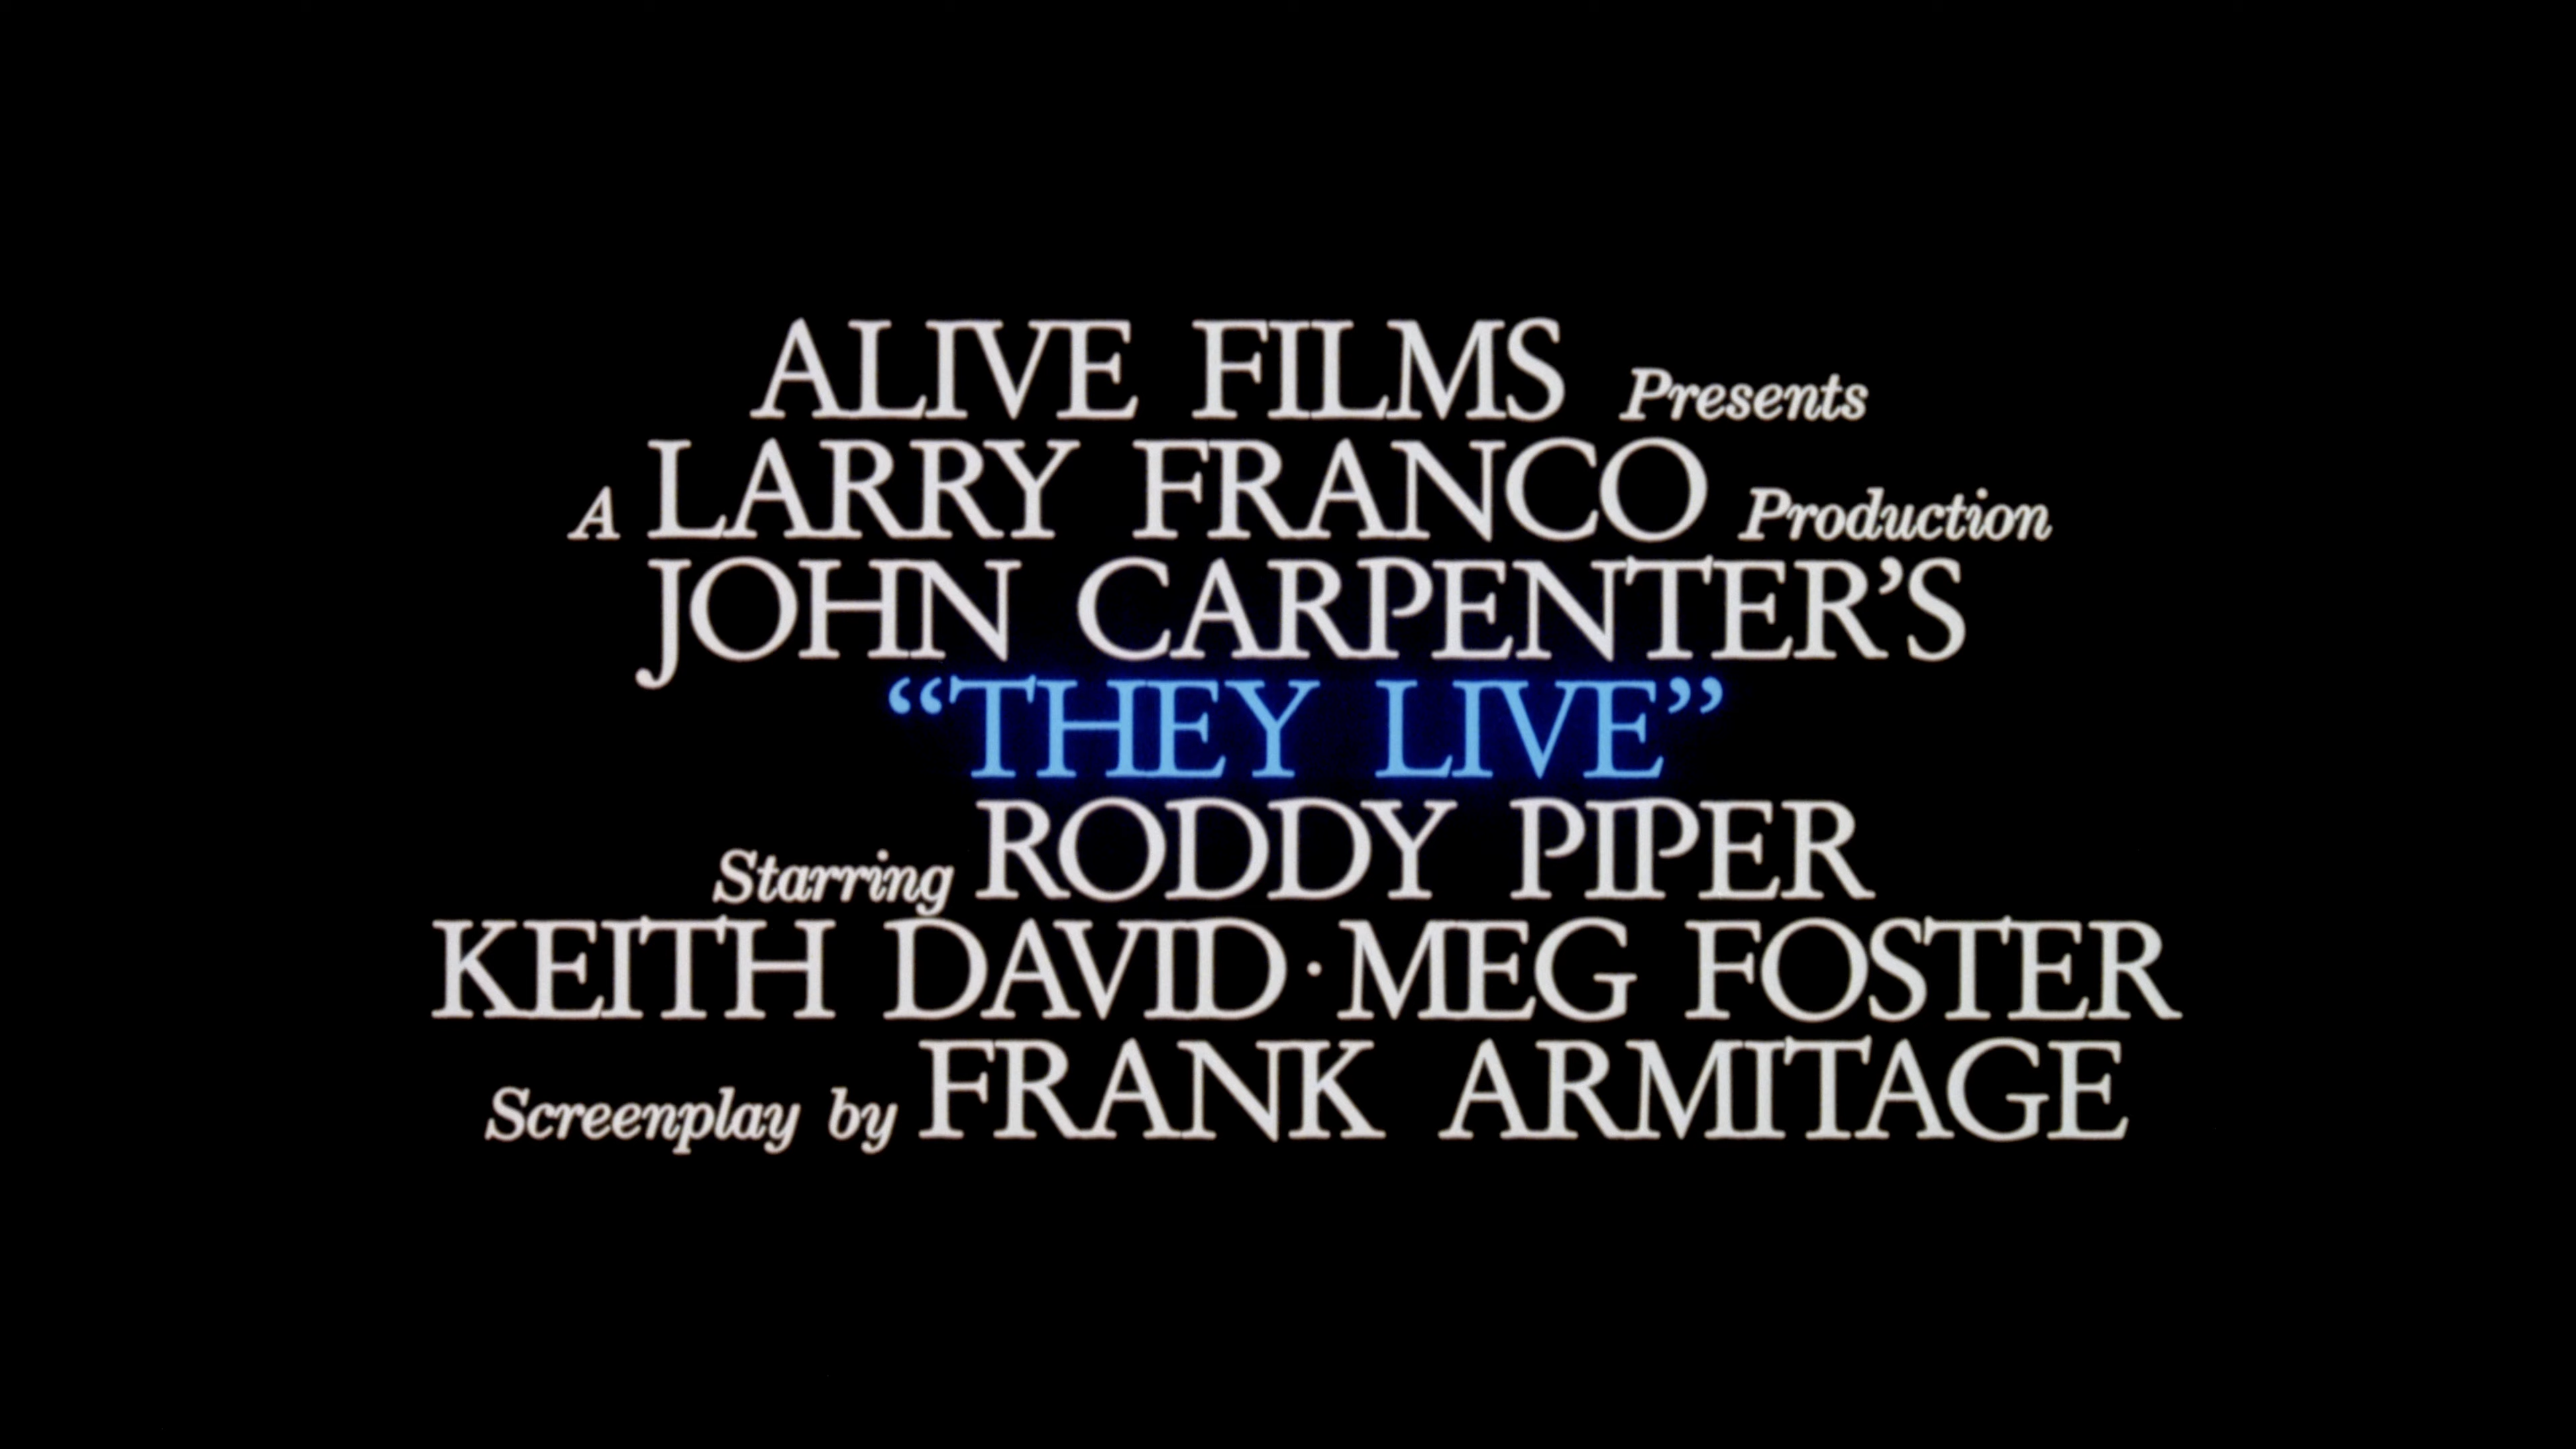 ALIVE FILMS Presents
A LARRY FRANCO Production
JOHN CARPENTER’S
“THEY LIVE”
Starring RODDY PIPER
KEITH DAVID · MEG FOSTER
Screenplay by FRANK ARMITAGE